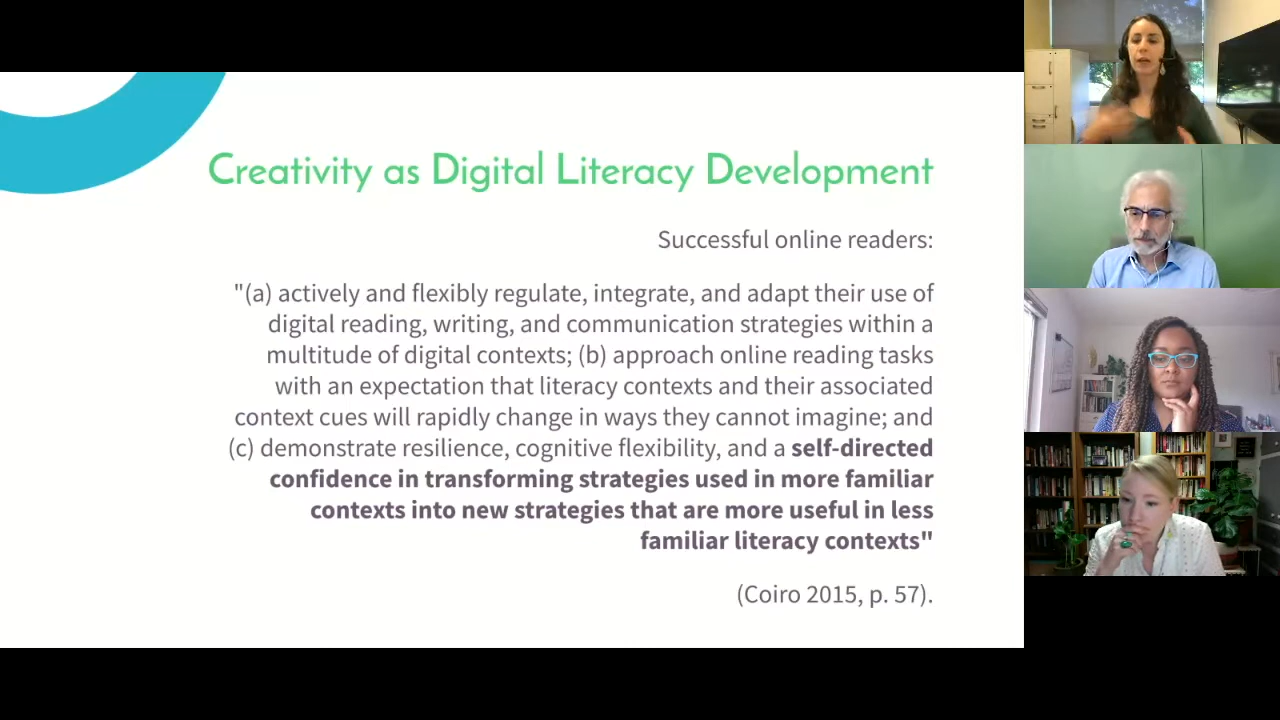 Creativity as Digital Literacy Development
Successful online readers:
"(a) actively and flexibly regulate, integrate, and adapt their use of
digital reading, writing, and communication strategies within a
multitude of digital contexts; (b) approach online reading tasks
with an expectation that literacy contexts and their associated
context cues will rapidly change in ways they cannot imagine; and
(c) demonstrate resilience, cognitive flexibility, and a self-directed
confidence in transforming strategies used in more familiar
contexts into new strategies that are more useful in less
familiar literacy contexts"
(Coiro 2015, p. 57).